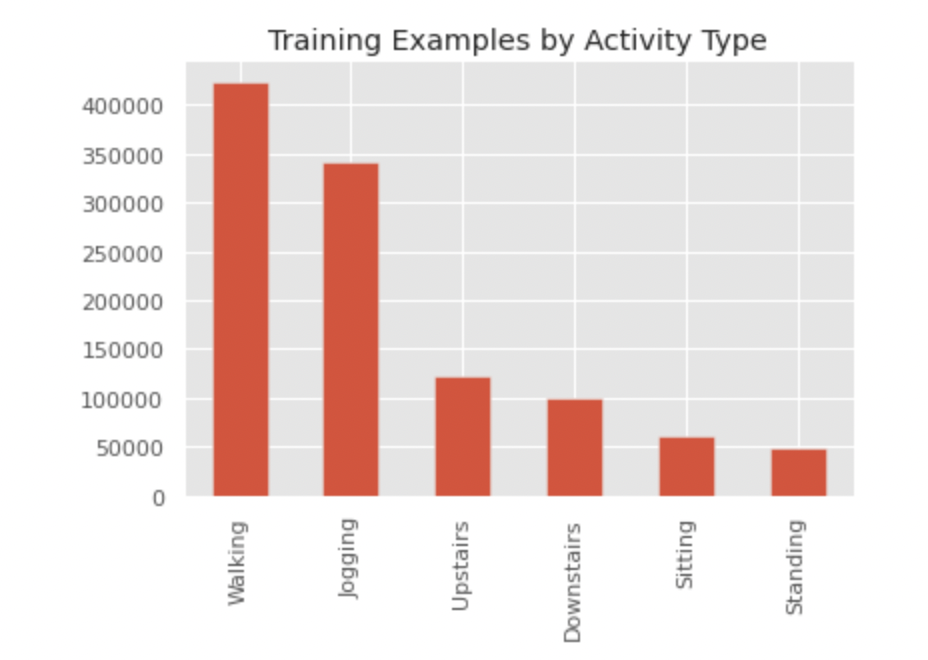 Training Examples by Activity Type
400000
350000
300000
250000
200000
150000
100000
50000
0
Walking
Jogging
Upstairs
Downstairs
Sitting
Standing